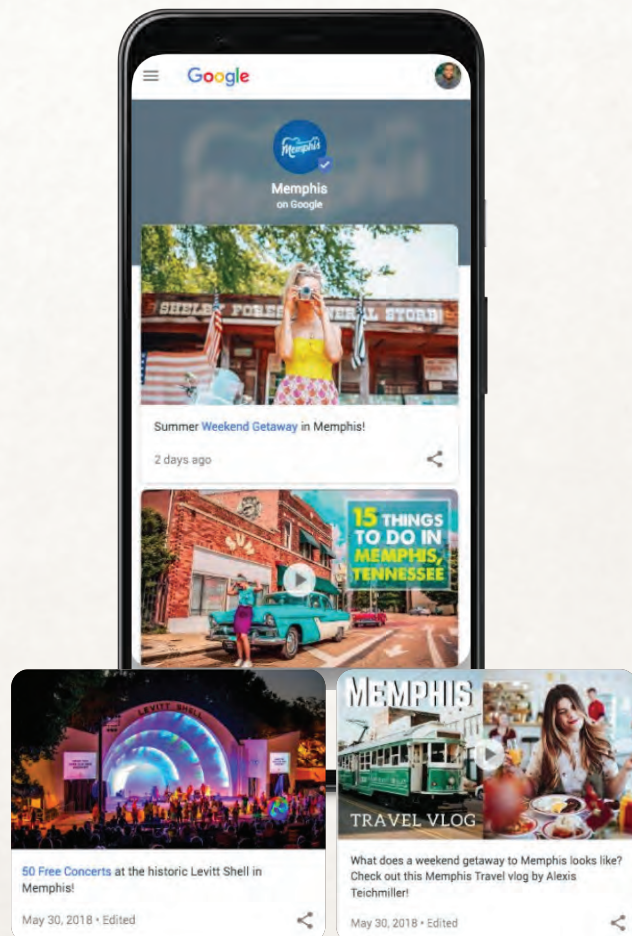 Google
Memphis
Memphis
on Google
SHELBY FOREST GENERAL STORE
Summer Weekend Getaway in Memphis!
2 days ago
15 THINGS
TO DO IN
MEMPHIS,
TENNESSEE
LEVITT SHELL
50 Free Concerts at the historic Levitt Shell in
Memphis!
May 30, 2018 • Edited
MEMPHIS
TRAVEL VLOG
What does a weekend getaway to Memphis looks like?
Check out this Memphis Travel vlog by Alexis
Teichmiller!
May 30, 2018 • Edited